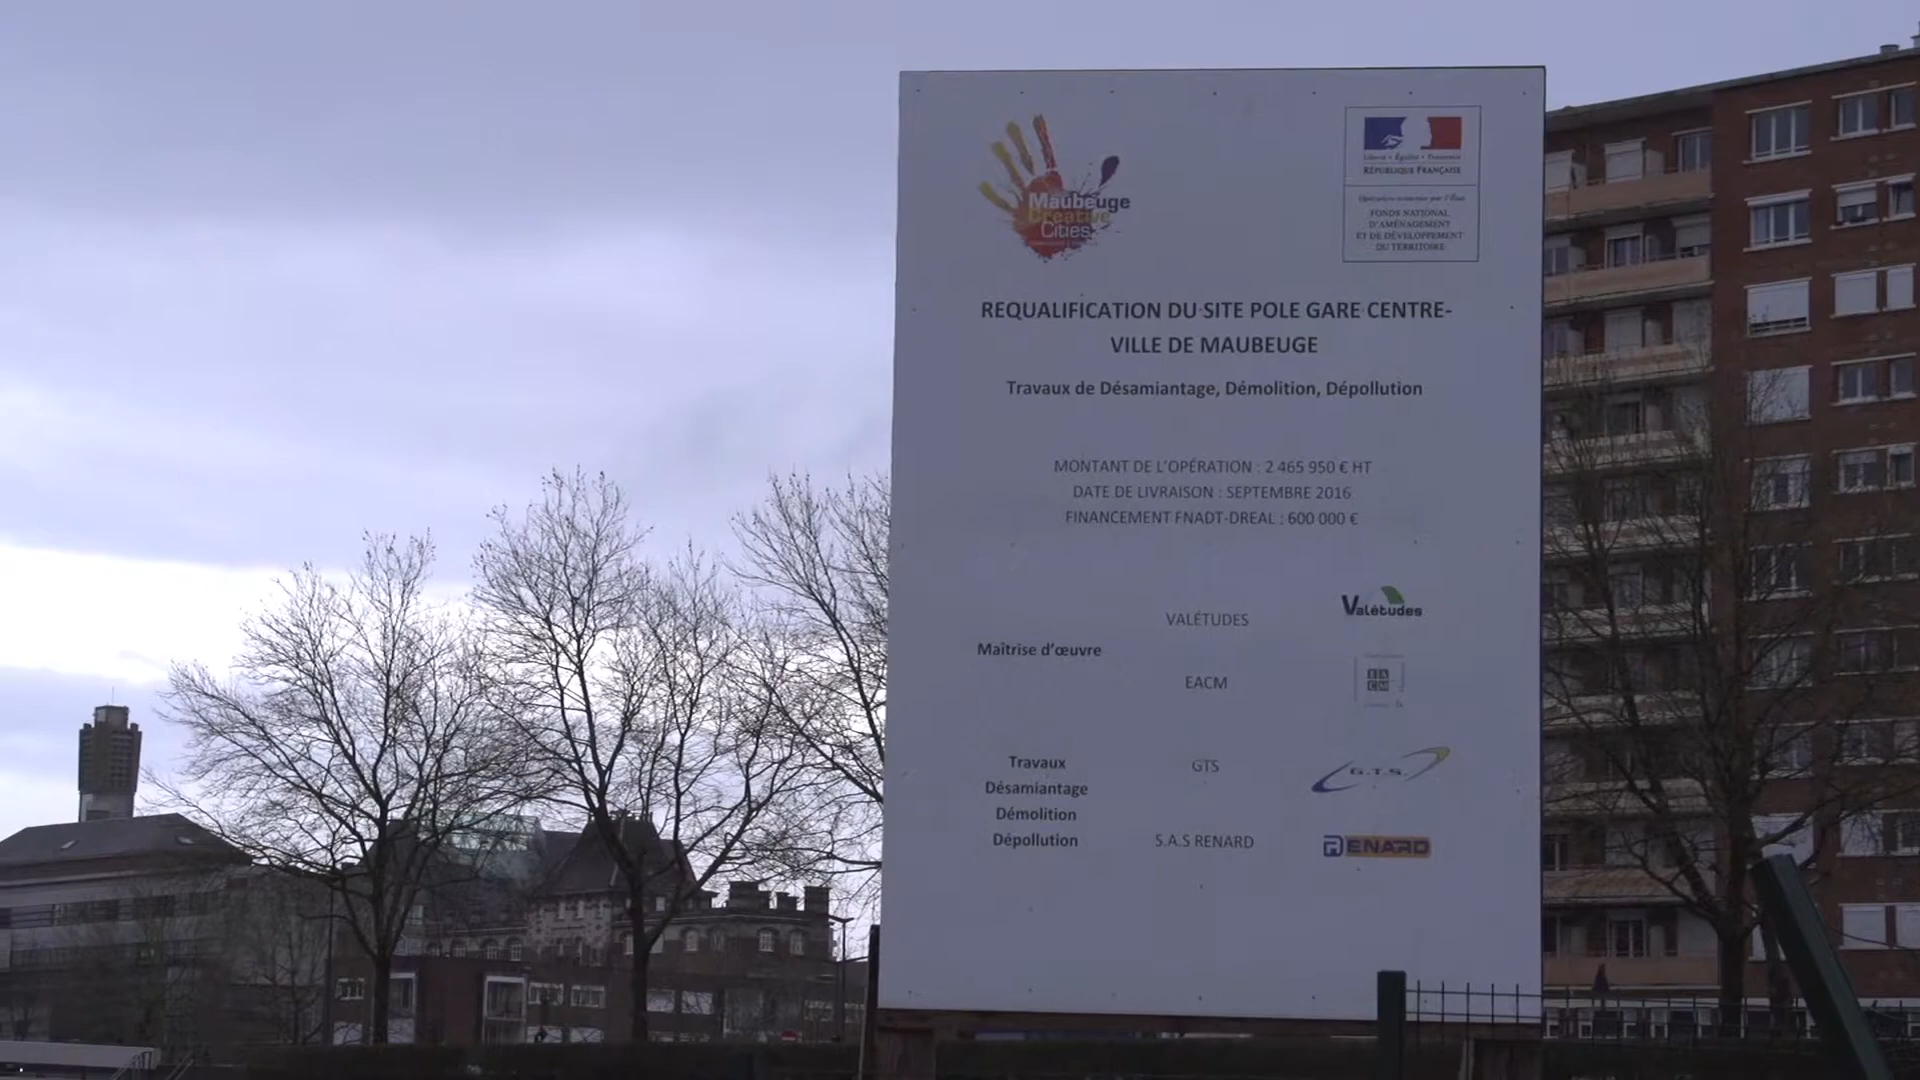 Maubeuge
Creative
Cities
Liberté • Égalité • Fraternité
RÉPUBLIQUE FRANÇAISE
Opération soutenue par l'État
FONDS NATIONAL
D'AMÉNAGEMENT
ET DE DÉVELOPPEMENT
DU TERRITOIRE
REQUALIFICATION DU SITE POLE GARE CENTRE-
VILLE DE MAUBEUGE
Travaux de Désamiantage, Démolition, Dépollution
MONTANT DE L'OPÉRATION : 2 465 950 € HT
DATE DE LIVRAISON : SEPTEMBRE 2016
FINANCEMENT FNADT-DREAL : 600 000 €
Maîtrise d'œuvre
VALÉTUDES
Valétudes
EACM
EA
CM
Travaux
Désamiantage
Démolition
Dépollution
GTS
G.T.S.
S.A.S RENARD
RENARD